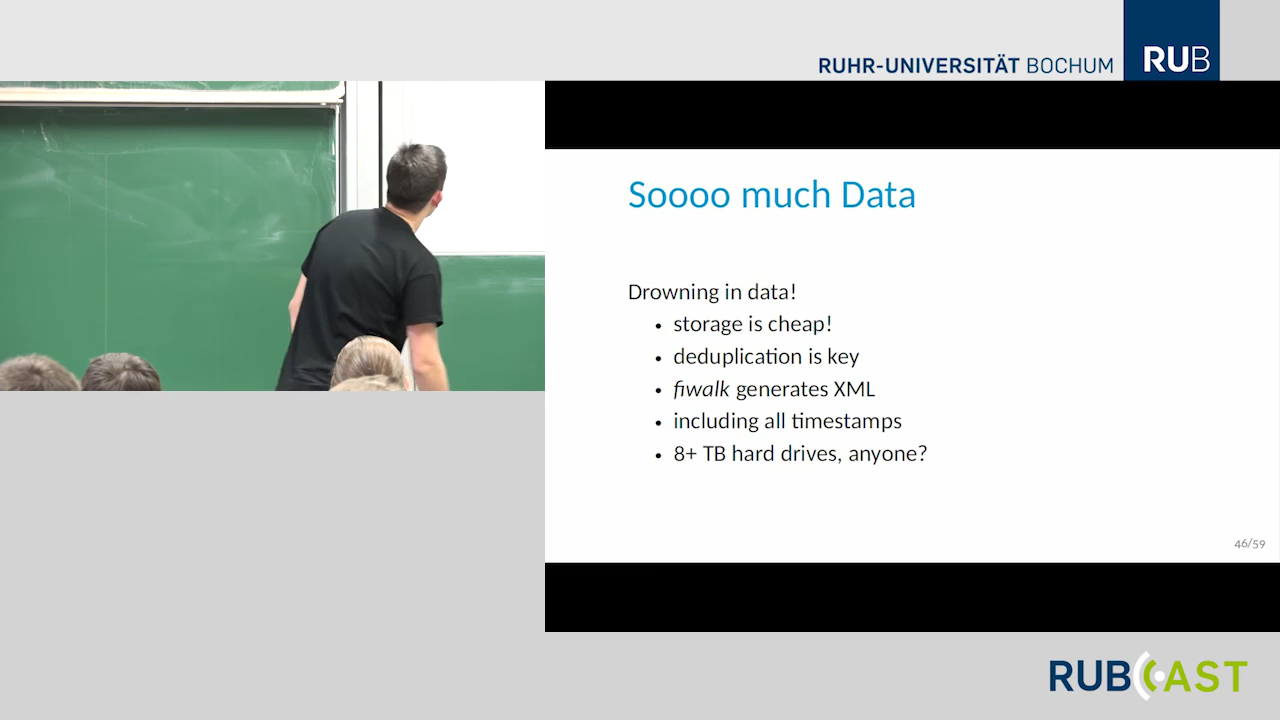 RUHR-UNIVERSITÄT BOCHUM
RUB
Soooo much Data
Drowning in data!
• storage is cheap!
• deduplication is key
• fiwalk generates XML
• including all timestamps
• 8+ TB hard drives, anyone?
46/59
RUBCAST